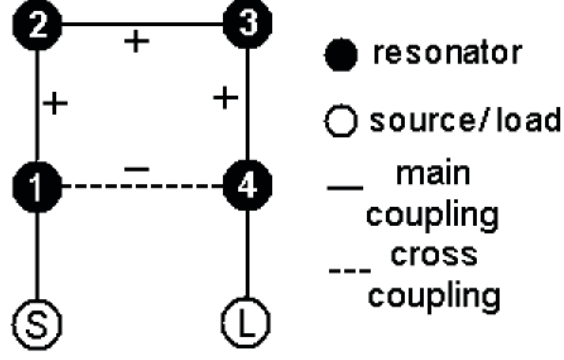 2
3
+
+
+
1
−
4
S
L
resonator
source/load
main
coupling
cross
coupling